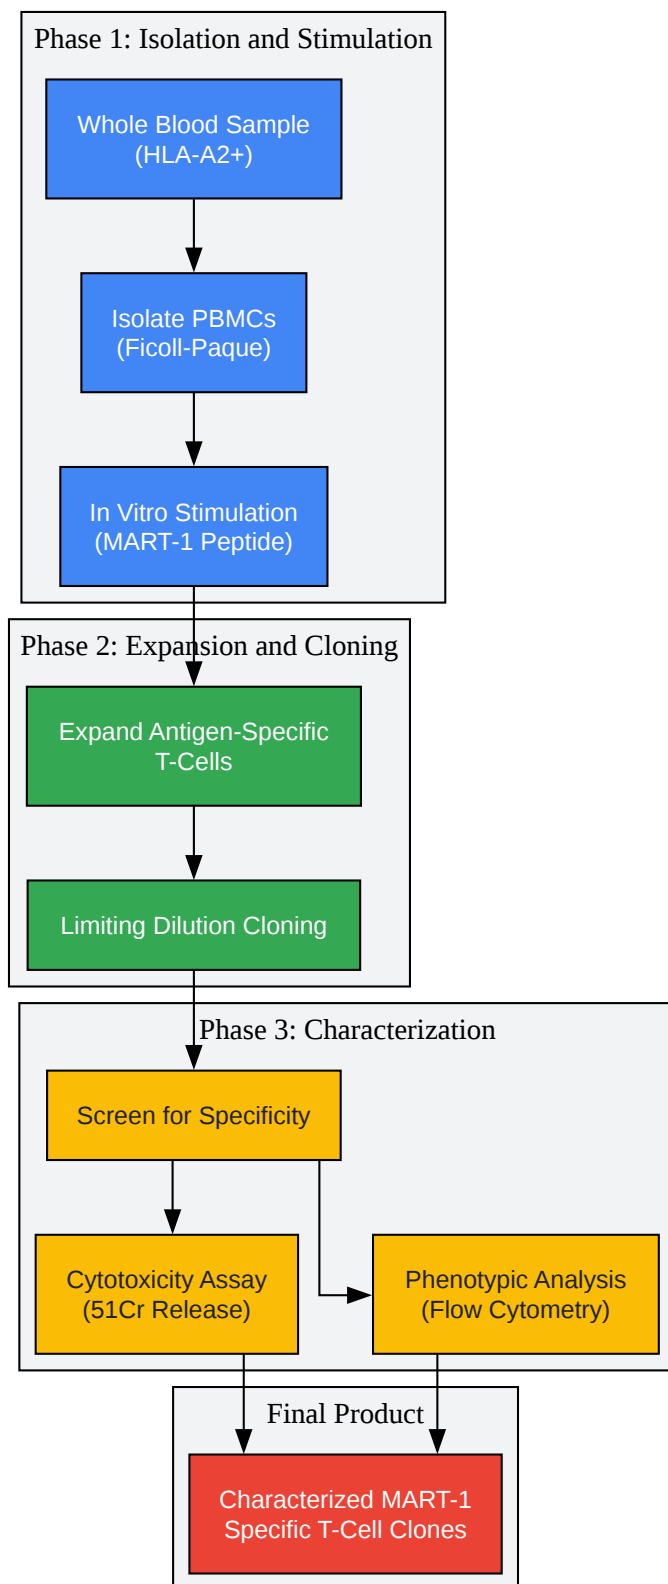 Phase 1: Isolation and Stimulation
Whole Blood Sample
(HLA-A2+)
Isolate PBMCs
(Ficoll-Paque)
In Vitro Stimulation
(MART-1 Peptide)
Phase 2: Expansion and Cloning
Expand Antigen-Specific
T-Cells
Limiting Dilution Cloning
Phase 3: Characterization
Screen for Specificity
Cytotoxicity Assay
(51Cr Release)
Phenotypic Analysis
(Flow Cytometry)
Final Product
Characterized MART-1
Specific T-Cell Clones